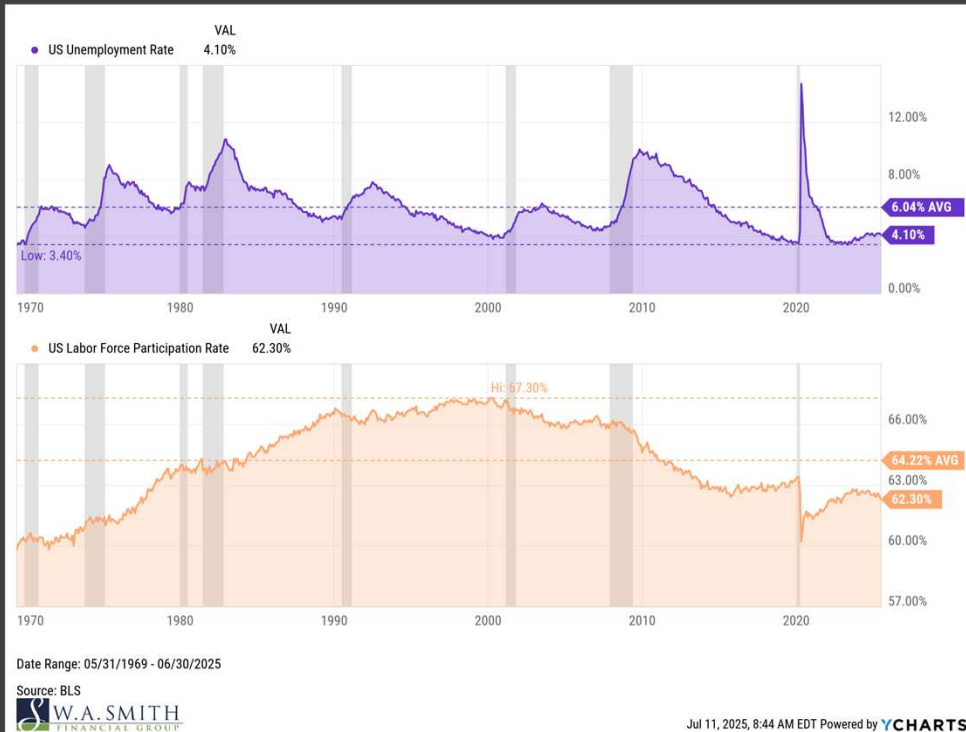 VAL
US Unemployment Rate 4.10%
12.00%
8.00%
6.04% AVG
4.10%
Low: 3.40%
0.00%
1970 1980 1990 2000 2010 2020
VAL
US Labor Force Participation Rate 62.30%
Hi: 67.30%
66.00%
64.22% AVG
63.00%
62.30%
60.00%
57.00%
1970 1980 1990 2000 2010 2020
Date Range: 05/31/1969 - 06/30/2025
Source: BLS
S W.A. SMITH
FINANCIAL GROUP
Jul 11, 2025, 8:44 AM EDT Powered by YCHARTS